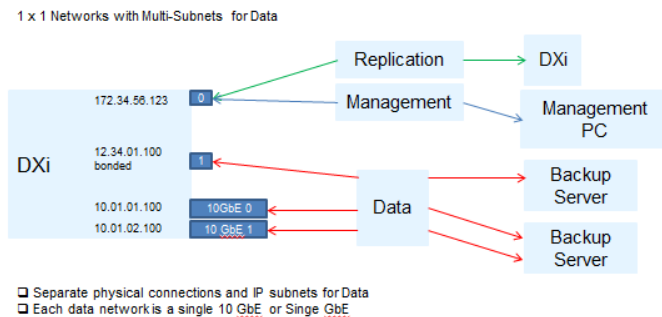 1 x 1 Networks with Multi-Subnets for Data
Replication
DXi
172.34.56.123
0
Management
Management
PC
DXi
12.34.01.100
bonded
1
Backup
Server
Data
10.01.01.100
10GbE 0
10.01.02.100
10 GbE 1
Backup
Server
❑ Separate physical connections and IP subnets for Data
❑ Each data network is a single 10 GbE or Singe GbE